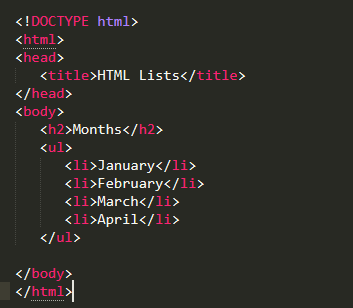 <!DOCTYPE html>
<html>
<head>
<title>HTML Lists</title>
</head>
<body>
<h2>Months</h2>
<ul>
<li>January</li>
<li>February</li>
<li>March</li>
<li>April</li>
</ul>
</body>
</html>